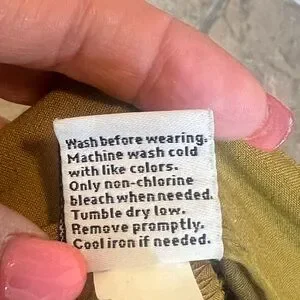 Wash before wearing.
Machine wash cold
with like colors.
Only non-chlorine
bleach when needed.
Tumble dry low.
Remove promptly.
Cool iron if needed.